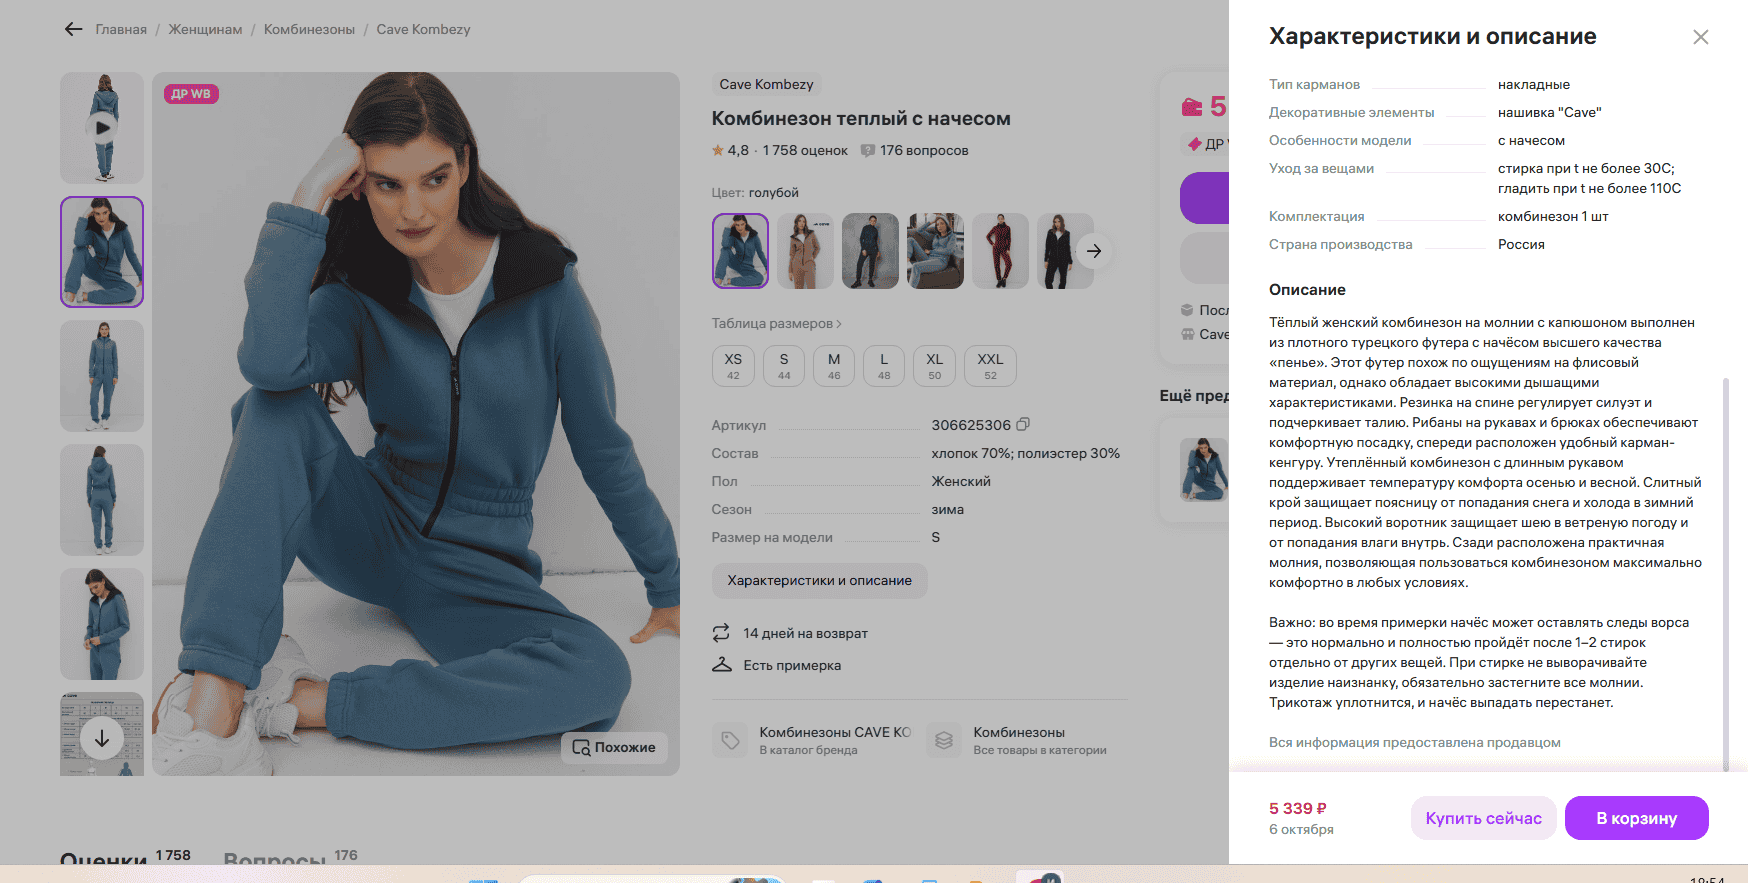 Главная / Женщинам / Комбинезоны / Cave Kombezy
ДР WB
Похожие
Cave Kombezy
Комбинезон теплый с начесом
4,8 · 1 758 оценок 176 вопросов
Цвет: голубой
Таблица размеров
XS S M L XL XXL
42 44 46 48 50 52
Артикул 306625306
Состав хлопок 70%; полиэстер 30%
Пол Женский
Сезон зима
Размер на модели S
Характеристики и описание
14 дней на возврат
Есть примерка
Комбинезоны CAVE KO
В каталог бренда
Комбинезоны
Все товары в категории
Оценки 1 758 Вопросы 176
5
ДР
Посл
Cave
Ещё пред
Характеристики и описание
Тип карманов накладные
Декоративные элементы нашивка "Cave"
Особенности модели с начесом
Уход за вещами стирка при t не более 30С;
гладить при t не более 110С
Комплектация комбинезон 1 шт
Страна производства Россия
Описание
Тёплый женский комбинезон на молнии с капюшоном выполнен
из плотного турецкого футера с начёсом высшего качества
«пенье». Этот футер похож по ощущениям на флисовый
материал, однако обладает высокими дышащими
характеристиками. Резинка на спине регулирует силуэт и
подчеркивает талию. Рибаны на рукавах и брюках обеспечивают
комфортную посадку, спереди расположен удобный карман-
кенгуру. Утеплённый комбинезон с длинным рукавом
поддерживает температуру комфорта осенью и весной. Слитный
крой защищает поясницу от попадания снега и холода в зимний
период. Высокий воротник защищает шею в ветреную погоду и
от попадания влаги внутрь. Сзади расположена практичная
молния, позволяющая пользоваться комбинезоном максимально
комфортно в любых условиях.
Важно: во время примерки начёс может оставлять следы ворса
— это нормально и полностью пройдёт после 1–2 стирок
отдельно от других вещей. При стирке не выворачивайте
изделие наизнанку, обязательно застегните все молнии.
Трикотаж уплотнится, и начёс выпадать перестанет.
Вся информация предоставлена продавцом
5 339 ₽
6 октября
Купить сейчас
В корзину